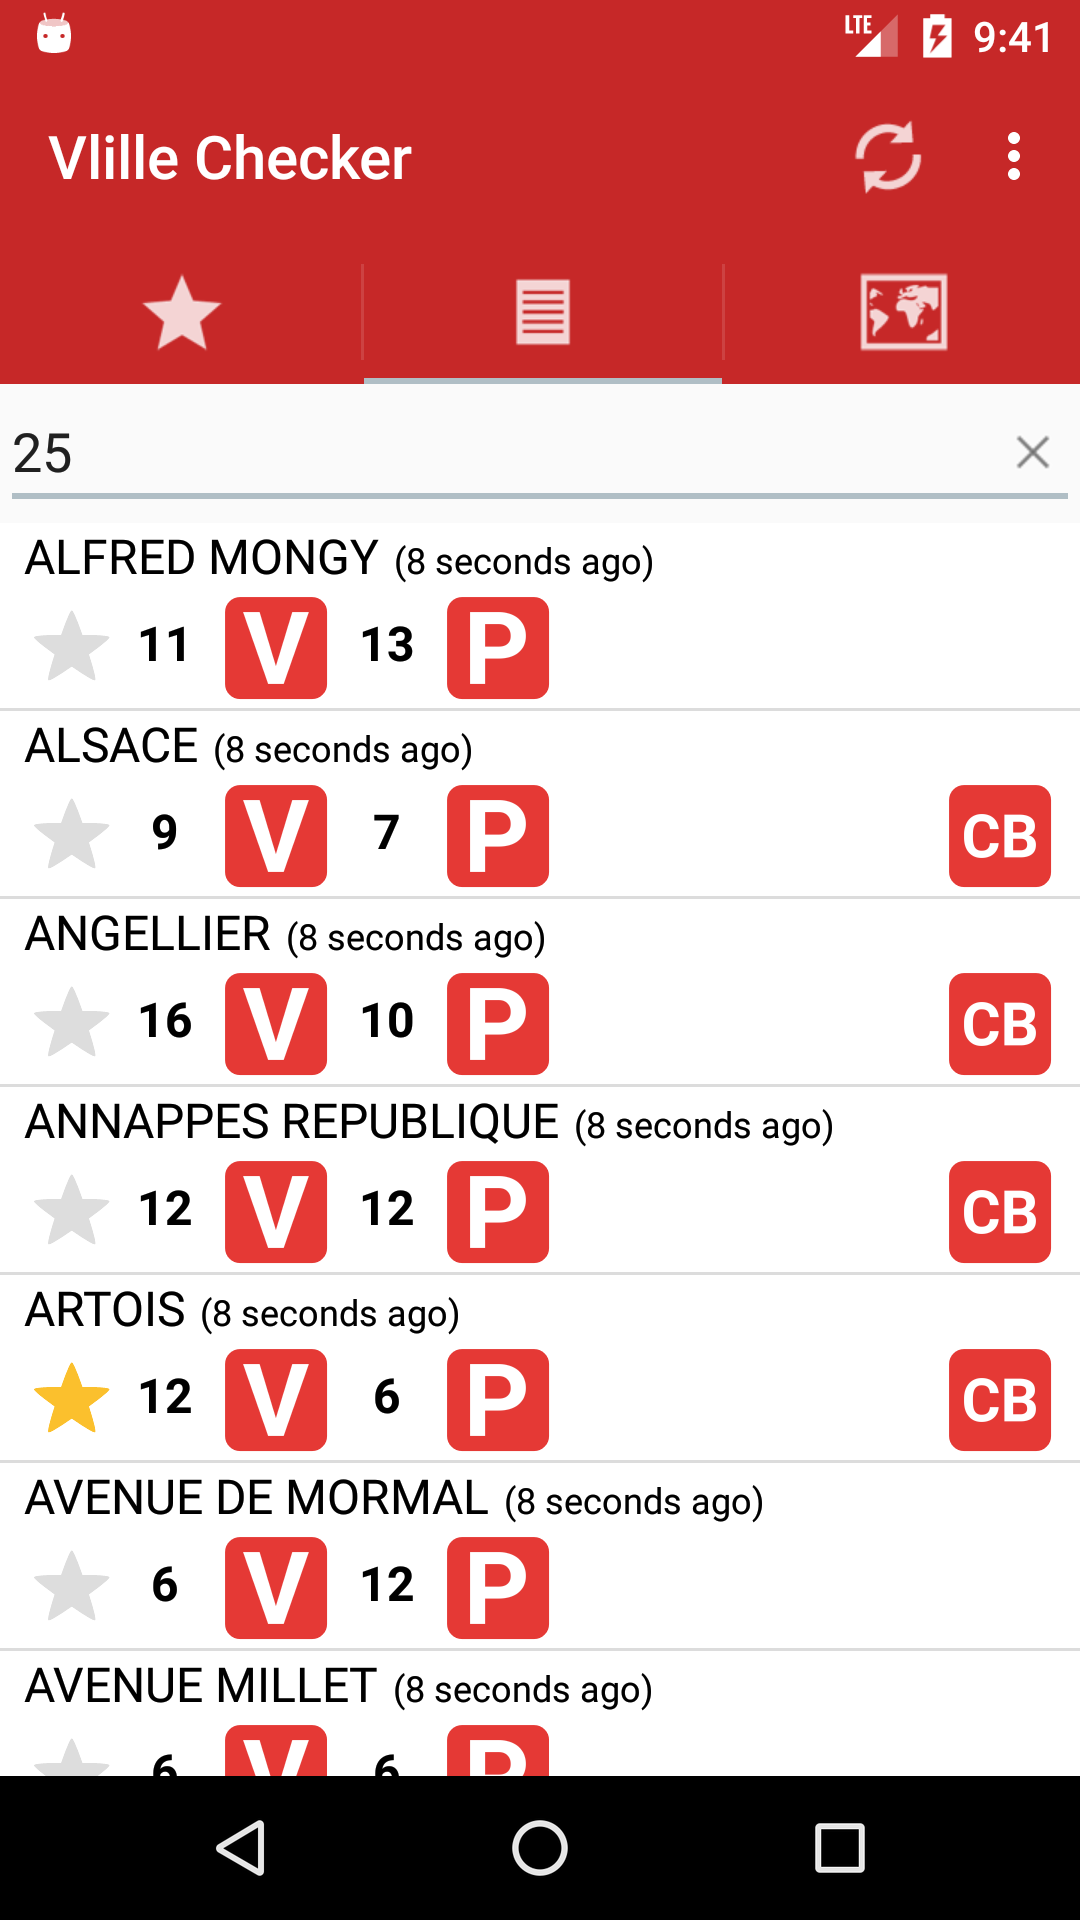 LTE 9:41
Vlille Checker
25
ALFRED MONGY (8 seconds ago)
11 V 13 P
ALSACE (8 seconds ago)
9 V 7 P CB
ANGELLIER (8 seconds ago)
16 V 10 P CB
ANNAPPES REPUBLIQUE (8 seconds ago)
12 V 12 P CB
ARTOIS (8 seconds ago)
12 V 6 P CB
AVENUE DE MORMAL (8 seconds ago)
6 V 12 P
AVENUE MILLET (8 seconds ago)
6 V 6 P